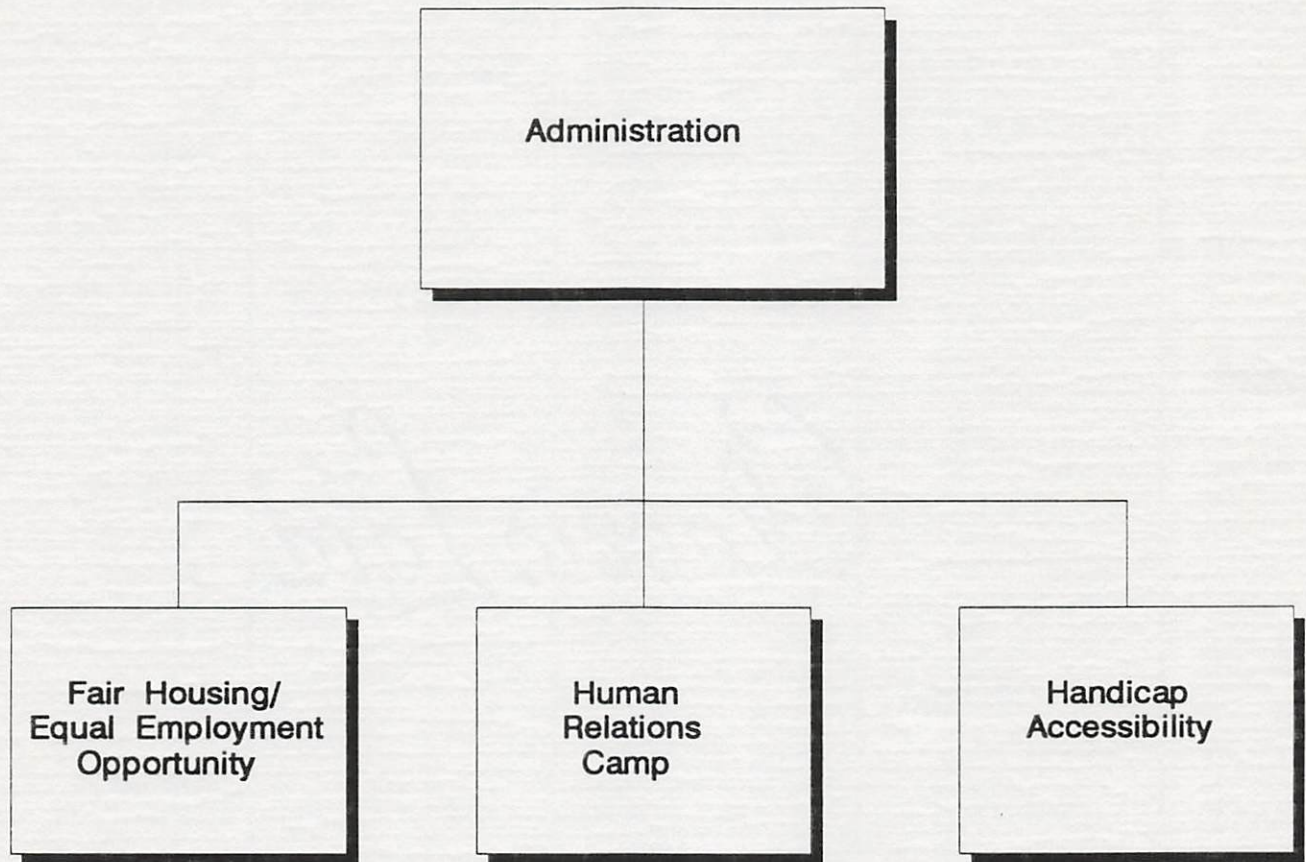 Administration
Fair Housing/
Equal Employment
Opportunity
Human
Relations
Camp
Handicap
Accessibility